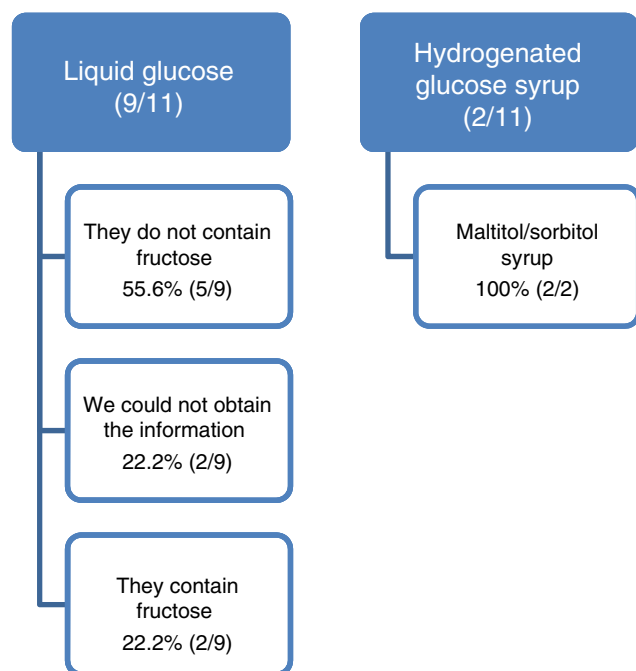 Liquid glucose
(9/11)
They do not contain
fructose
55.6% (5/9)
We could not obtain
the information
22.2% (2/9)
They contain
fructose
22.2% (2/9)
Hydrogenated
glucose syrup
(2/11)
Maltitol/sorbitol
syrup
100% (2/2)